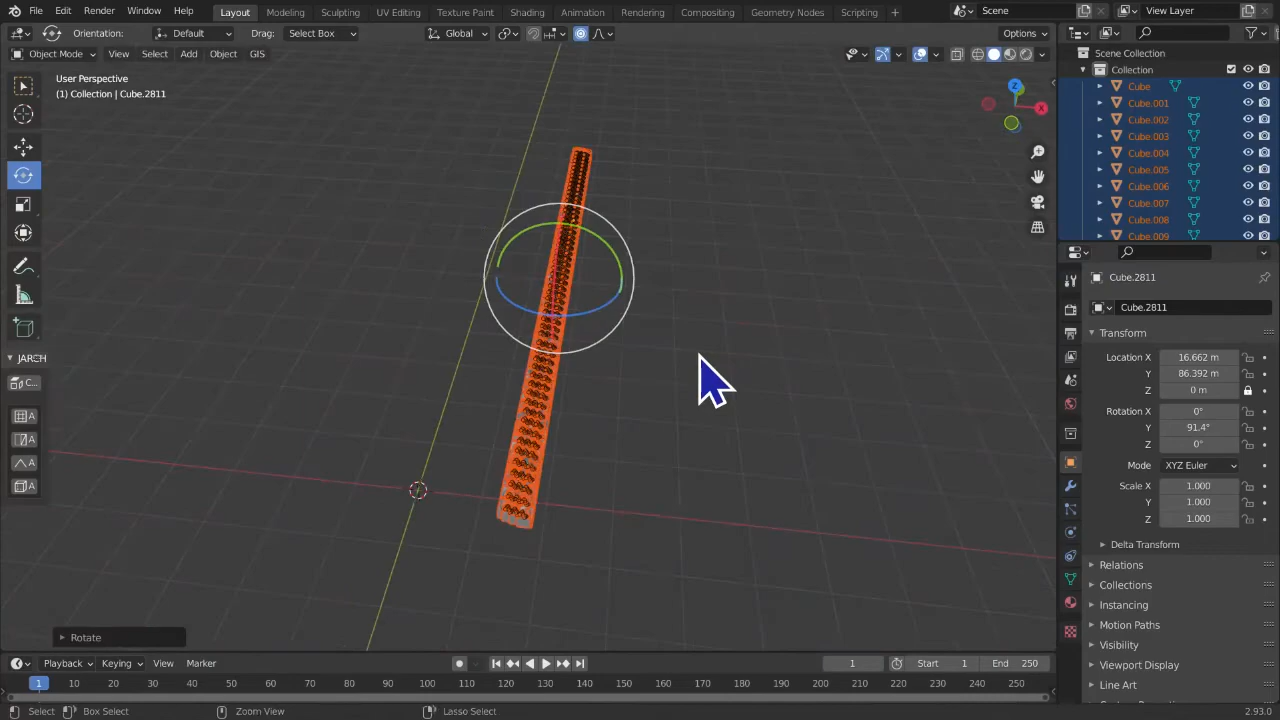 File Edit Render Window Help Layout Modeling Sculpting UV Editing Texture Paint Shading Animation Rendering Compositing Geometry Nodes Scripting + Scene View Layer
Orientation: Default Drag: Select Box Global Options
Object Mode View Select Add Object GIS
User Perspective
(1) Collection | Cube.2811
Z
X
JARCH
C...
A
A
A
A
Rotate
Scene Collection
Collection
Cube
Cube.001
Cube.002
Cube.003
Cube.004
Cube.005
Cube.006
Cube.007
Cube.008
Cube.009
Cube.2811
Cube.2811
Transform
Location X 16.662 m
Y 86.392 m
Z 0 m
Rotation X 0°
Y 91.4°
Z 0°
Mode XYZ Euler
Scale X 1.000
Y 1.000
Z 1.000
Delta Transform
Relations
Collections
Instancing
Motion Paths
Visibility
Viewport Display
Line Art
Playback Keying View Marker 1 Start 1 End 250
1 10 20 30 40 50 60 70 80 90 100 110 120 130 140 150 160 170 180 190 200 210 220 230 240 250
Select Box Select Zoom View Lasso Select 2.93.0